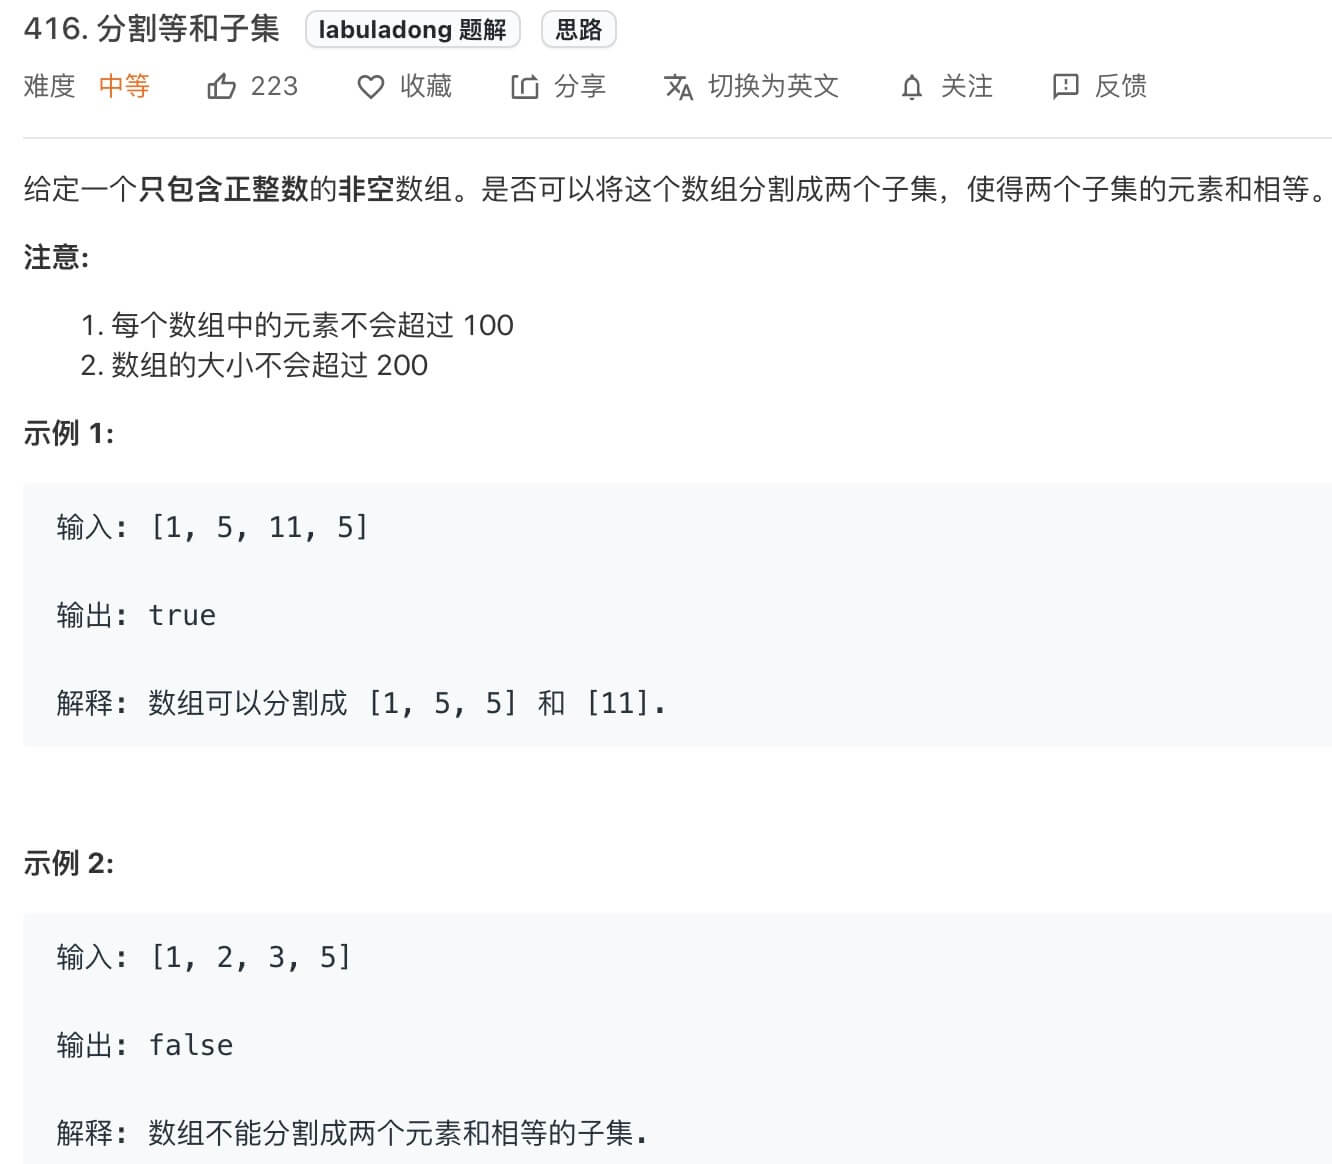 416. 分割等和子集 labuladong 题解 思路
难度 中等 223 收藏 分享 切换为英文 关注 反馈
给定一个只包含正整数的非空数组。是否可以将这个数组分割成两个子集，使得两个子集的元素和相等。
注意:
1. 每个数组中的元素不会超过 100
2. 数组的大小不会超过 200
示例 1:
输入: [1, 5, 11, 5]
输出: true
解释: 数组可以分割成 [1, 5, 5] 和 [11].
示例 2:
输入: [1, 2, 3, 5]
输出: false
解释: 数组不能分割成两个元素和相等的子集.